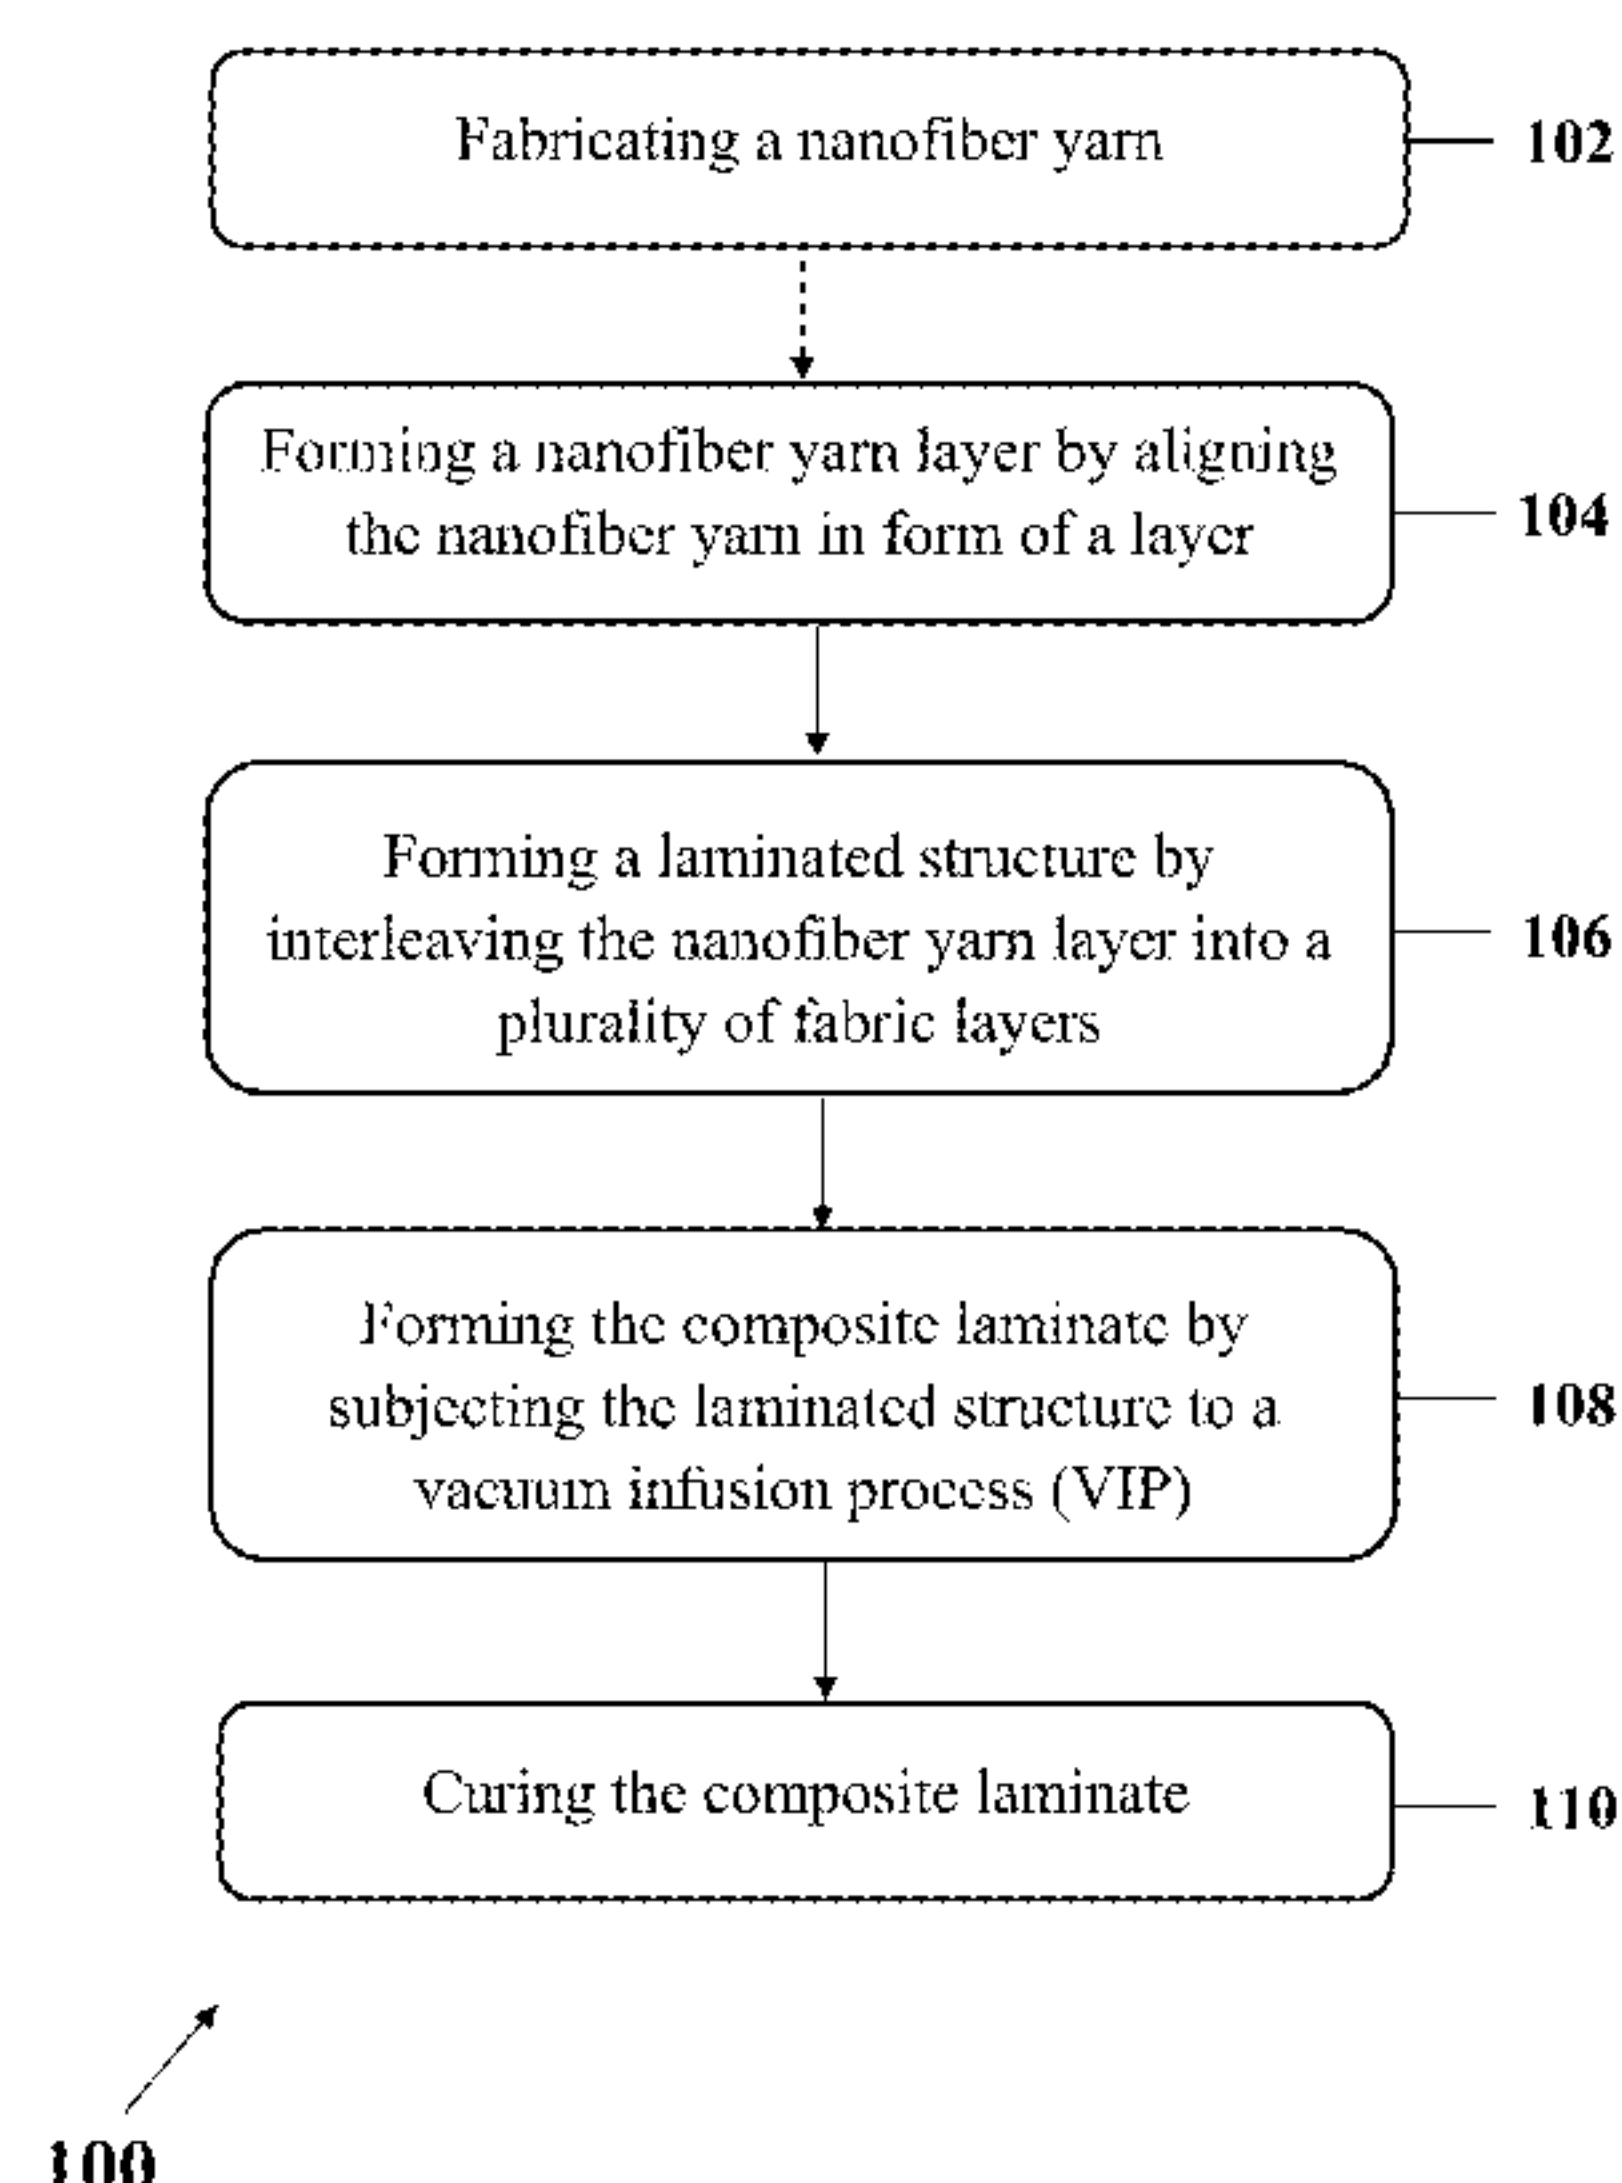 Fabricating a nanofiber yarn
102
Forming a nanofiber yarn layer by aligning
the nanofiber yarn in form of a layer
104
Forming a laminated structure by
interleaving the nanofiber yarn layer into a
plurality of fabric layers
106
Forming the composite laminate by
subjecting the laminated structure to a
vacuum infusion process (VIP)
108
Curing the composite laminate
110
100